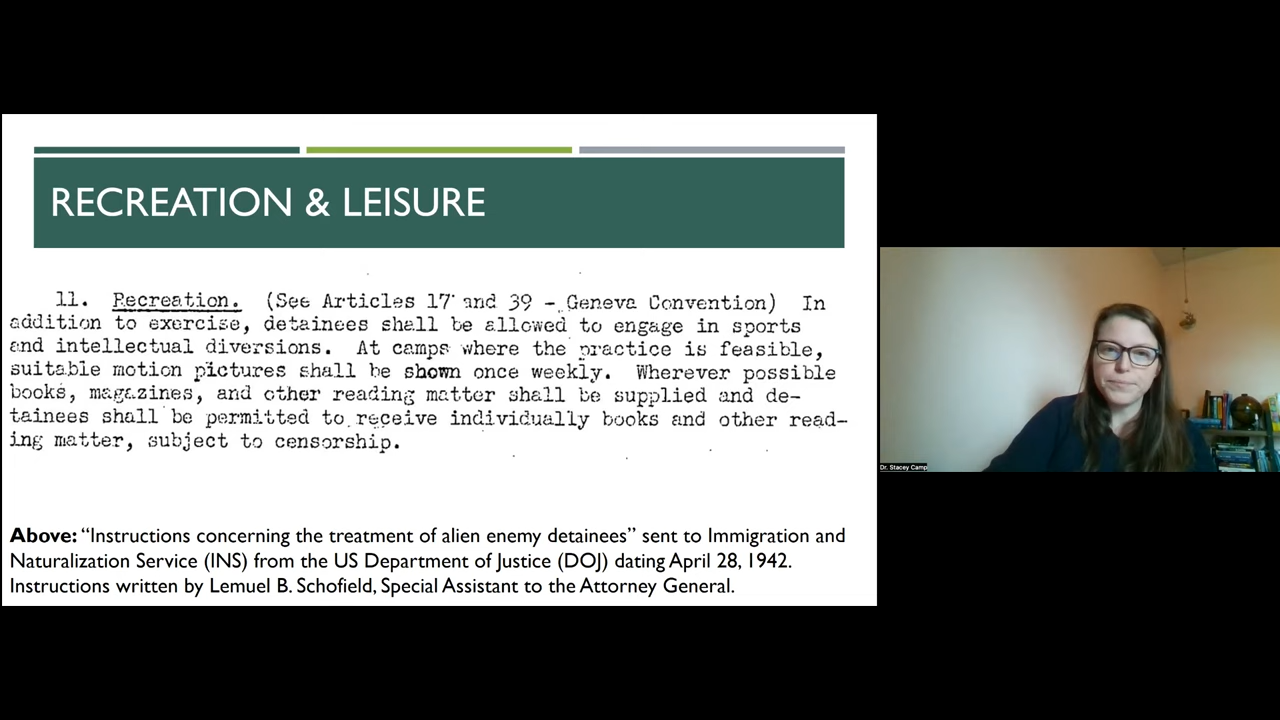 RECREATION & LEISURE
11. Recreation. (See Articles 17 and 39 - Geneva Convention) In
addition to exercise, detainees shall be allowed to engage in sports
and intellectual diversions. At camps where the practice is feasible,
suitable motion pictures shall be shown once weekly. Wherever possible
books, magazines, and other reading matter shall be supplied and de-
tainees shall be permitted to receive individually books and other read-
ing matter, subject to censorship.
Above: “Instructions concerning the treatment of alien enemy detainees” sent to Immigration and
Naturalization Service (INS) from the US Department of Justice (DOJ) dating April 28, 1942.
Instructions written by Lemuel B. Schofield, Special Assistant to the Attorney General.
Dr. Stacey Camp